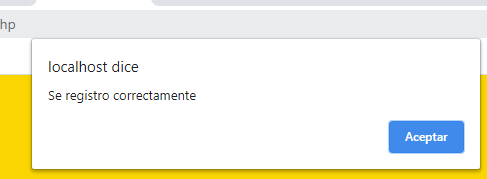 hp
localhost dice
Se registro correctamente
Aceptar